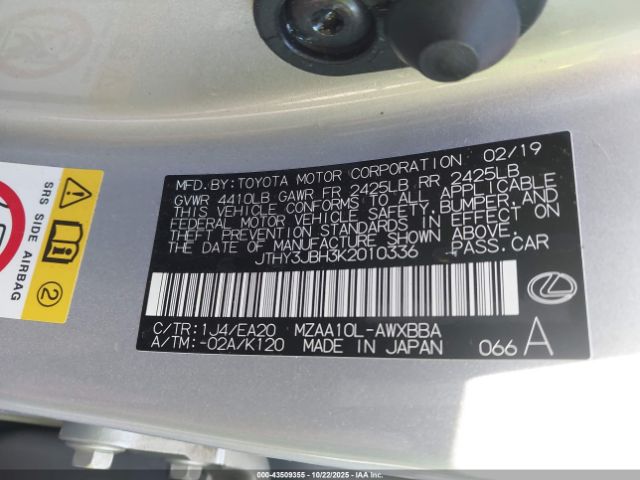 MFD. BY: TOYOTA MOTOR CORPORATION 02/19
GVWR 4410LB GAWR FR 2425LB RR 2425LB
THIS VEHICLE CONFORMS TO ALL APPLICABLE
FEDERAL MOTOR VEHICLE SAFETY, BUMPER, AND
THEFT PREVENTION STANDARDS IN EFFECT ON
THE DATE OF MANUFACTURE SHOWN ABOVE.
JTHY3JBH3K2010336 PASS. CAR
C/TR: 1J4/EA20 MZAA10L-AWXBBA
A/TM: -02A/K120 MADE IN JAPAN 066 A
SRS SIDE AIRBAG
2
000-43509355 - 10/22/2025 - IAAI.COM